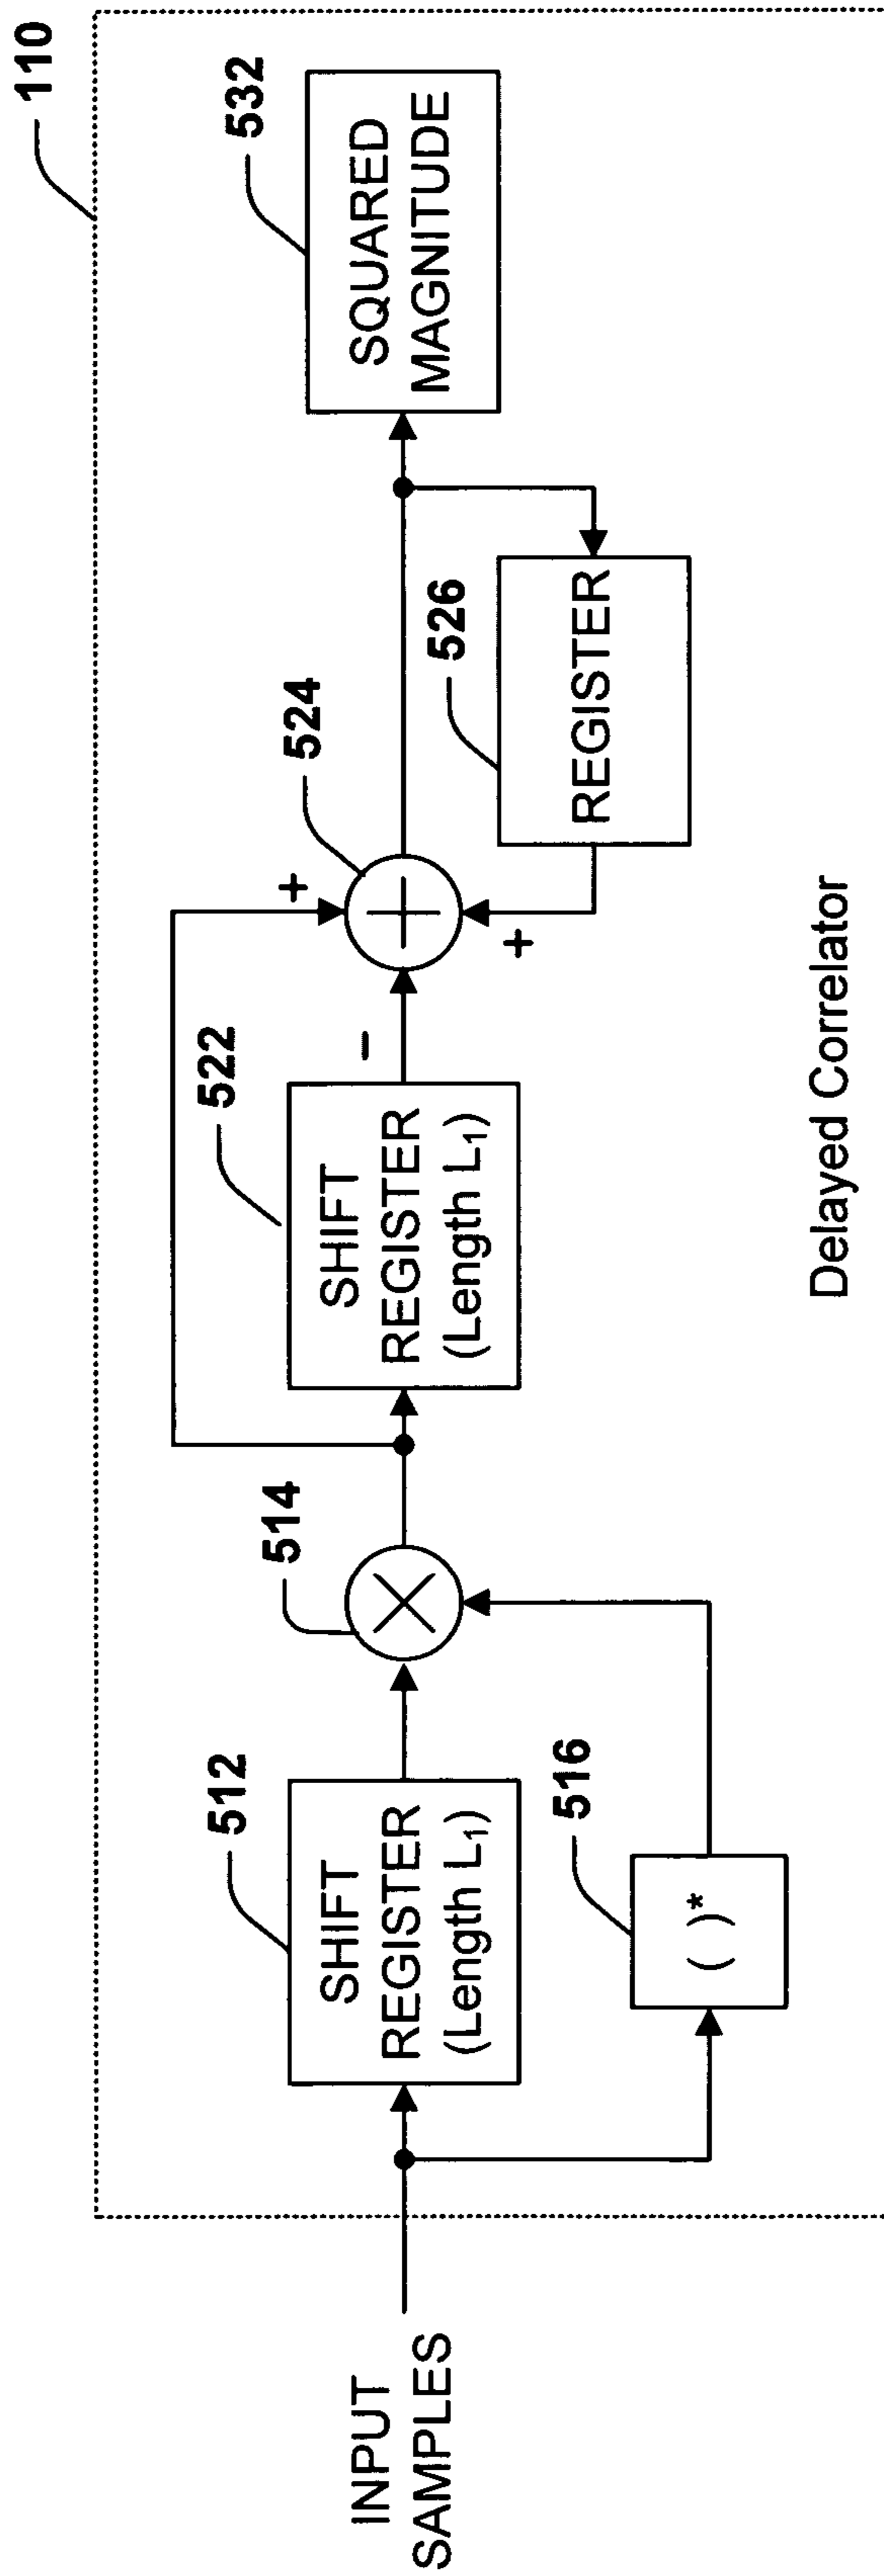 110
INPUT
SAMPLES
512
SHIFT
REGISTER
(Length L₁)
516
( )*
514
522
SHIFT
REGISTER
(Length L₁)
−
+
524
+
526
REGISTER
532
SQUARED
MAGNITUDE
Delayed Correlator